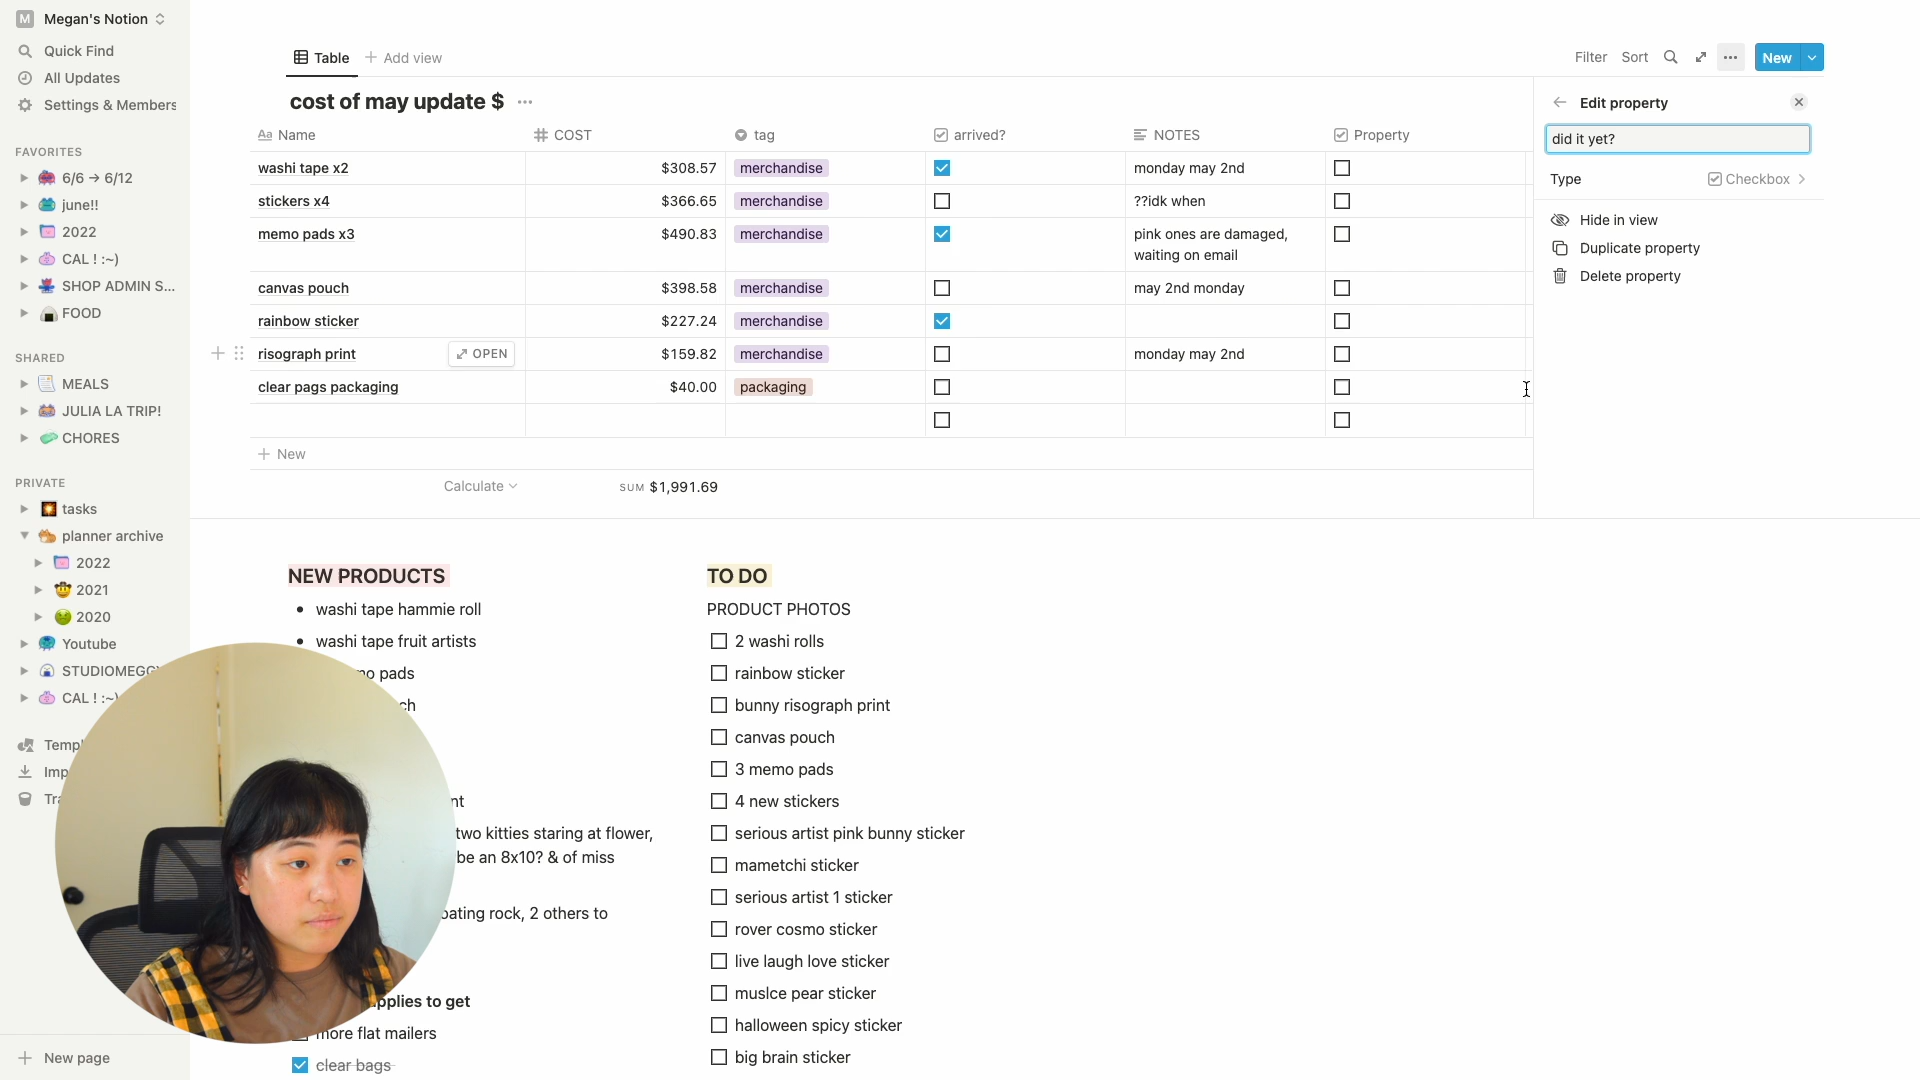 M Megan's Notion
Quick Find
All Updates
Settings & Members
FAVORITES
6/6 → 6/12
june!!
2022
CAL ! :~)
SHOP ADMIN S...
FOOD
SHARED
MEALS
JULIA LA TRIP!
CHORES
PRIVATE
tasks
planner archive
2022
2021
2020
Youtube
STUDIOMEGG
CAL ! :~)
New page
Table
Add view
Filter Sort New
cost of may update $
Aa Name COST tag arrived? NOTES Property
washi tape x2 $308.57 merchandise monday may 2nd
stickers x4 $366.65 merchandise ??idk when
memo pads x3 $490.83 merchandise pink ones are damaged,
waiting on email
canvas pouch $398.58 merchandise may 2nd monday
rainbow sticker $227.24 merchandise
risograph print OPEN $159.82 merchandise monday may 2nd
clear pags packaging $40.00 packaging
New
Calculate SUM $1,991.69
Edit property
did it yet?
Type Checkbox
Hide in view
Duplicate property
Delete property
NEW PRODUCTS
washi tape hammie roll
washi tape fruit artists
pads
two kitties staring at flower,
be an 8x10? & of miss
rock, 2 others to
to get
more flat mailers
clear bags
TO DO
PRODUCT PHOTOS
2 washi rolls
rainbow sticker
bunny risograph print
canvas pouch
3 memo pads
4 new stickers
serious artist pink bunny sticker
mametchi sticker
serious artist 1 sticker
rover cosmo sticker
live laugh love sticker
muslce pear sticker
halloween spicy sticker
big brain sticker